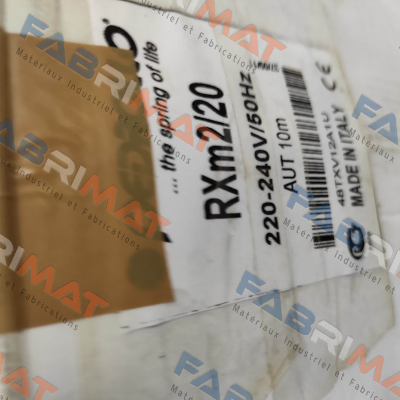 ... the spring of life
RXm2/20
220-240V/50Hz
AUT 10m
48TXV12A1U
MADE IN ITALY
CE
FABRIMAT
Matériaux Industriel et Fabrications